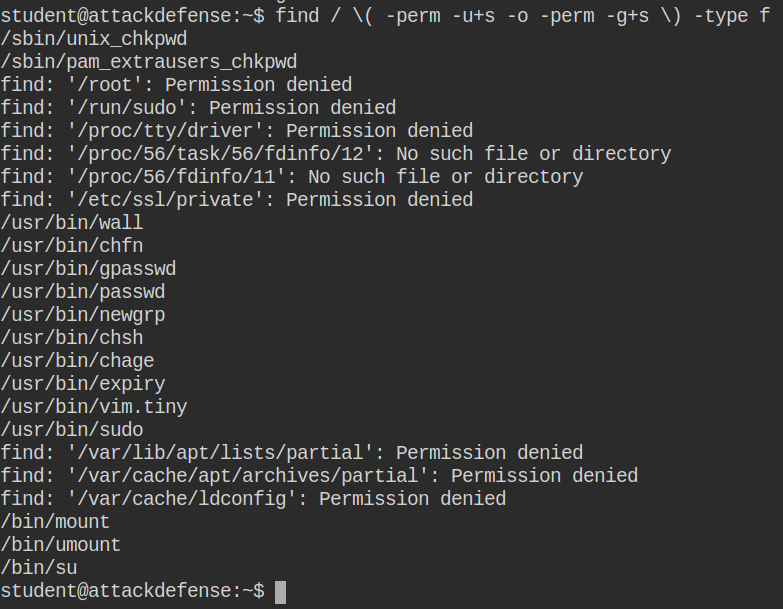 student@attackdefense:~$ find / \( -perm -u+s -o -perm -g+s \) -type f
/sbin/unix_chkpwd
/sbin/pam_extrausers_chkpwd
find: '/root': Permission denied
find: '/run/sudo': Permission denied
find: '/proc/tty/driver': Permission denied
find: '/proc/56/task/56/fdinfo/12': No such file or directory
find: '/proc/56/fdinfo/11': No such file or directory
find: '/etc/ssl/private': Permission denied
/usr/bin/wall
/usr/bin/chfn
/usr/bin/gpasswd
/usr/bin/passwd
/usr/bin/newgrp
/usr/bin/chsh
/usr/bin/chage
/usr/bin/expiry
/usr/bin/vim.tiny
/usr/bin/sudo
find: '/var/lib/apt/lists/partial': Permission denied
find: '/var/cache/apt/archives/partial': Permission denied
find: '/var/cache/ldconfig': Permission denied
/bin/mount
/bin/umount
/bin/su
student@attackdefense:~$